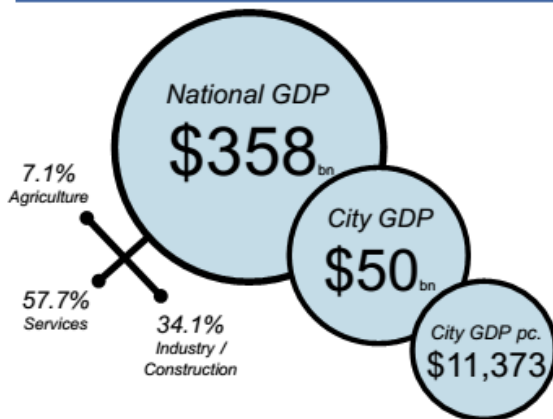 National GDP
$358bn
7.1%
Agriculture
City GDP
$50bn
57.7%
Services
34.1%
Industry /
Construction
City GDP pc.
$11,373